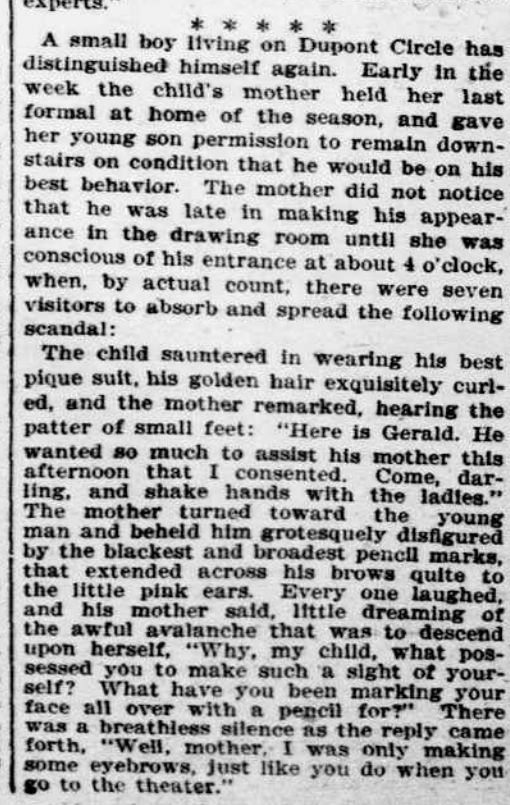 experts."
* * * * *
A small boy living on Dupont Circle has
distinguished himself again. Early in the
week the child's mother held her last
formal at home of the season, and gave
her young son permission to remain down-
stairs on condition that he would be on his
best behavior. The mother did not notice
that he was late in making his appear-
ance in the drawing room until she was
conscious of his entrance at about 4 o'clock,
when, by actual count, there were seven
visitors to absorb and spread the following
scandal:
The child sauntered in wearing his best
pique suit, his golden hair exquisitely curl-
ed, and the mother remarked, hearing the
patter of small feet: "Here is Gerald. He
wanted so much to assist his mother this
afternoon that I consented. Come, dar-
ling, and shake hands with the ladies."
The mother turned toward the young
man and beheld him grotesquely disfigured
by the blackest and broadest pencil marks,
that extended across his brows quite to
the little pink ears. Every one laughed,
and his mother said, little dreaming of
the awful avalanche that was to descend
upon herself, "Why, my child, what pos-
sessed you to make such a sight of your-
self? What have you been marking your
face all over with a pencil for?" There
was a breathless silence as the reply came
forth, "Well, mother, I was only making
some eyebrows, just like you do when you
go to the theater."